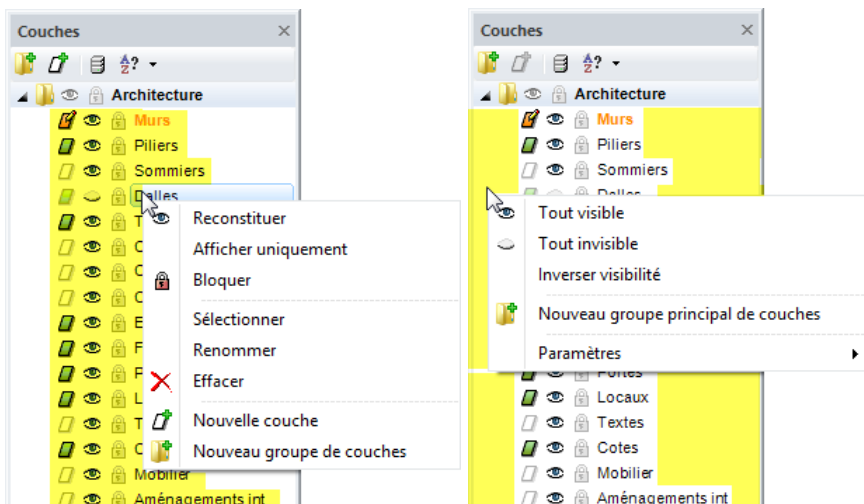 Couches
A
Z?
Architecture
Murs
Piliers
Sommiers
Dalles
Reconstituer
Afficher uniquement
Bloquer
Sélectionner
Renommer
Effacer
Nouvelle couche
Nouveau groupe de couches
Mobilier
Aménagements int
Couches
A
Z?
Architecture
Murs
Piliers
Sommiers
Dalles
Tout visible
Tout invisible
Inverser visibilité
Nouveau groupe principal de couches
Paramètres
Portes
Locaux
Textes
Cotes
Mobilier
Aménagements int